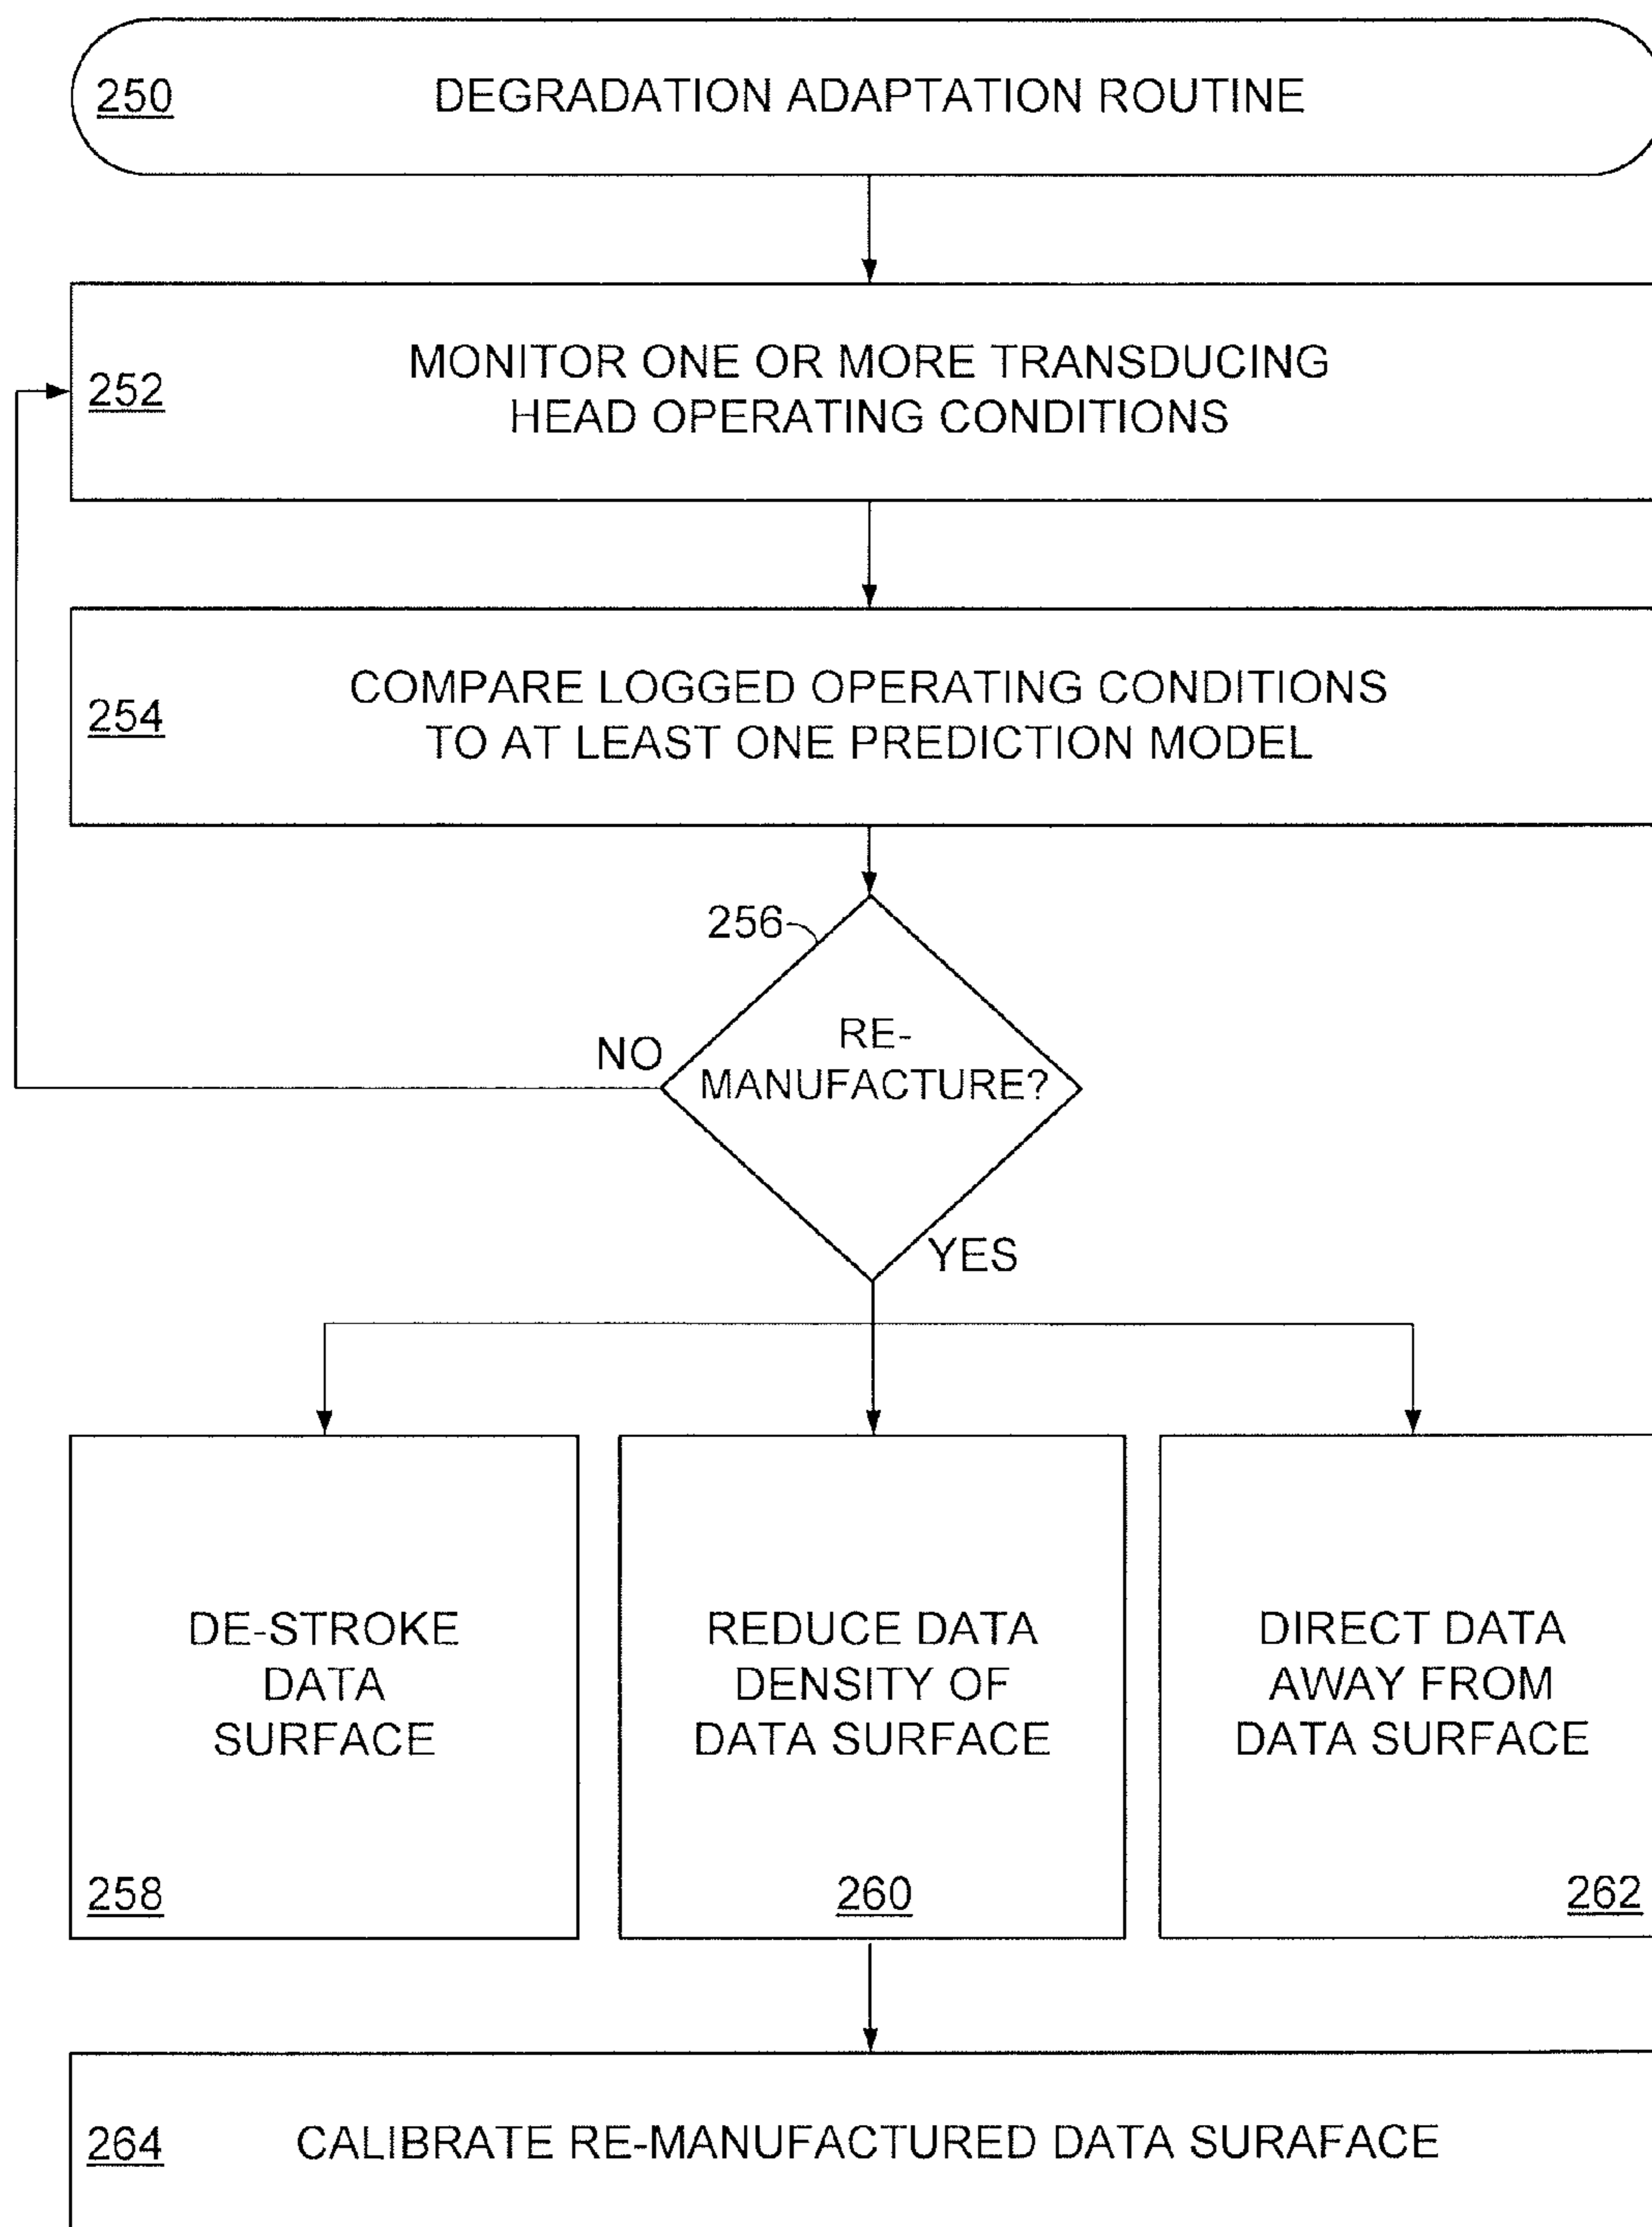 250
DEGRADATION ADAPTATION ROUTINE
252
MONITOR ONE OR MORE TRANSDUCING
HEAD OPERATING CONDITIONS
254
COMPARE LOGGED OPERATING CONDITIONS
TO AT LEAST ONE PREDICTION MODEL
256
RE-
MANUFACTURE?
NO
YES
DE-STROKE
DATA
SURFACE
258
REDUCE DATA
DENSITY OF
DATA SURFACE
260
DIRECT DATA
AWAY FROM
DATA SURFACE
262
264
CALIBRATE RE-MANUFACTURED DATA SURAFACE